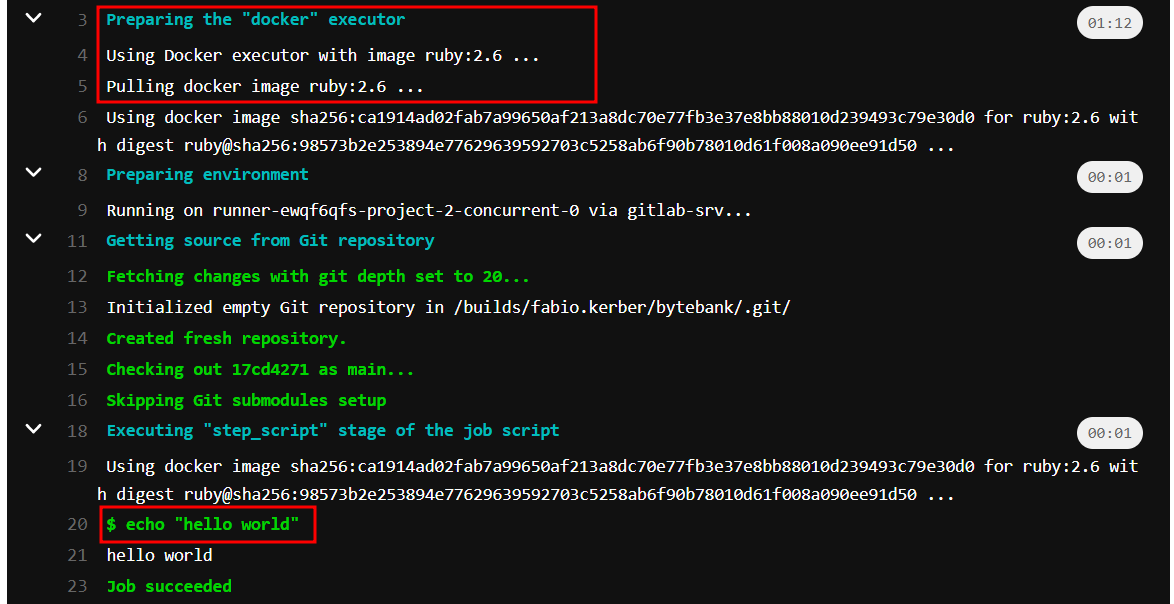 3 Preparing the "docker" executor 01:12
4 Using Docker executor with image ruby:2.6 ...
5 Pulling docker image ruby:2.6 ...
6 Using docker image sha256:ca1914ad02fab7a99650af213a8dc70e77fb3e37e8bb88010d239493c79e30d0 for ruby:2.6 wit
h digest ruby@sha256:98573b2e253894e77629639592703c5258ab6f90b78010d61f008a090ee91d50 ...
8 Preparing environment 00:01
9 Running on runner-ewqf6qfs-project-2-concurrent-0 via gitlab-srv...
11 Getting source from Git repository 00:01
12 Fetching changes with git depth set to 20...
13 Initialized empty Git repository in /builds/fabio.kerber/bytebank/.git/
14 Created fresh repository.
15 Checking out 17cd4271 as main...
16 Skipping Git submodules setup
18 Executing "step_script" stage of the job script 00:01
19 Using docker image sha256:ca1914ad02fab7a99650af213a8dc70e77fb3e37e8bb88010d239493c79e30d0 for ruby:2.6 wit
h digest ruby@sha256:98573b2e253894e77629639592703c5258ab6f90b78010d61f008a090ee91d50 ...
20 $ echo "hello world"
21 hello world
23 Job succeeded